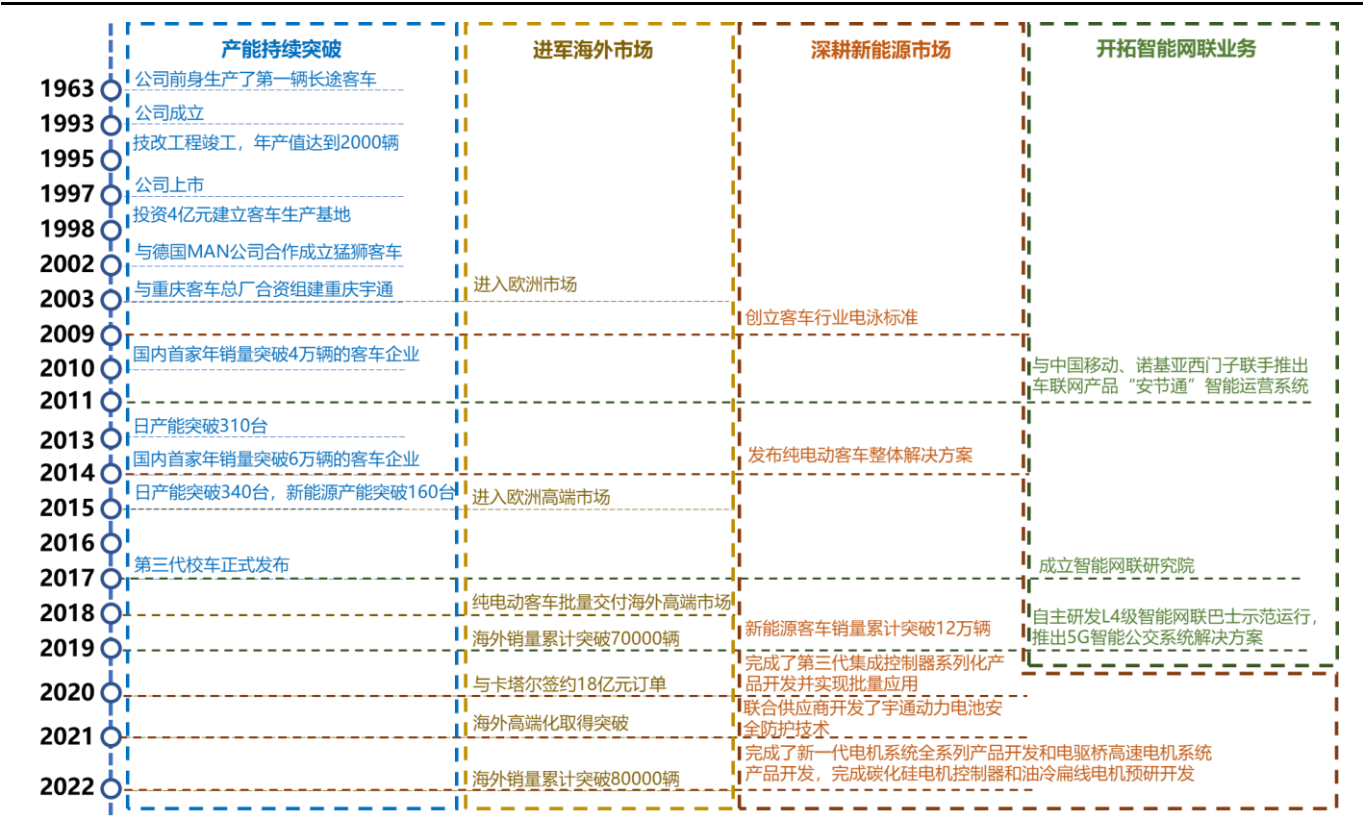 产能持续突破
进军海外市场
深耕新能源市场
开拓智能网联业务
1963
公司前身生产了第一辆长途客车
1993
公司成立
1995
技改工程竣工，年产值达到2000辆
1997
公司上市
1998
投资4亿元建立客车生产基地
2002
与德国MAN公司合作成立猛狮客车
2003
与重庆客车总厂合资组建重庆宇通
进入欧洲市场
2009
创立客车行业电泳标准
2010
国内首家年销量突破4万辆的客车企业
2011
与中国移动、诺基亚西门子联手推出
车联网产品“安节通”智能运营系统
2013
日产能突破310台
2014
国内首家年销量突破6万辆的客车企业
发布纯电动客车整体解决方案
2015
日产能突破340台，新能源产能突破160台
进入欧洲高端市场
2016
2017
第三代校车正式发布
成立智能网联研究院
2018
纯电动客车批量交付海外高端市场
2019
海外销量累计突破70000辆
新能源客车销量累计突破12万辆
自主研发L4级智能网联巴士示范运行，
推出5G智能公交系统解决方案
2020
与卡塔尔签约18亿元订单
完成了第三代集成控制器系列化产
品开发并实现批量应用
2021
海外高端化取得突破
联合供应商开发了宇通动力电池安
全防护技术
2022
海外销量累计突破80000辆
完成了新一代电机系统全系列产品开发和电驱桥高速电机系统
产品开发，完成碳化硅电机控制器和油冷扁线电机预研开发